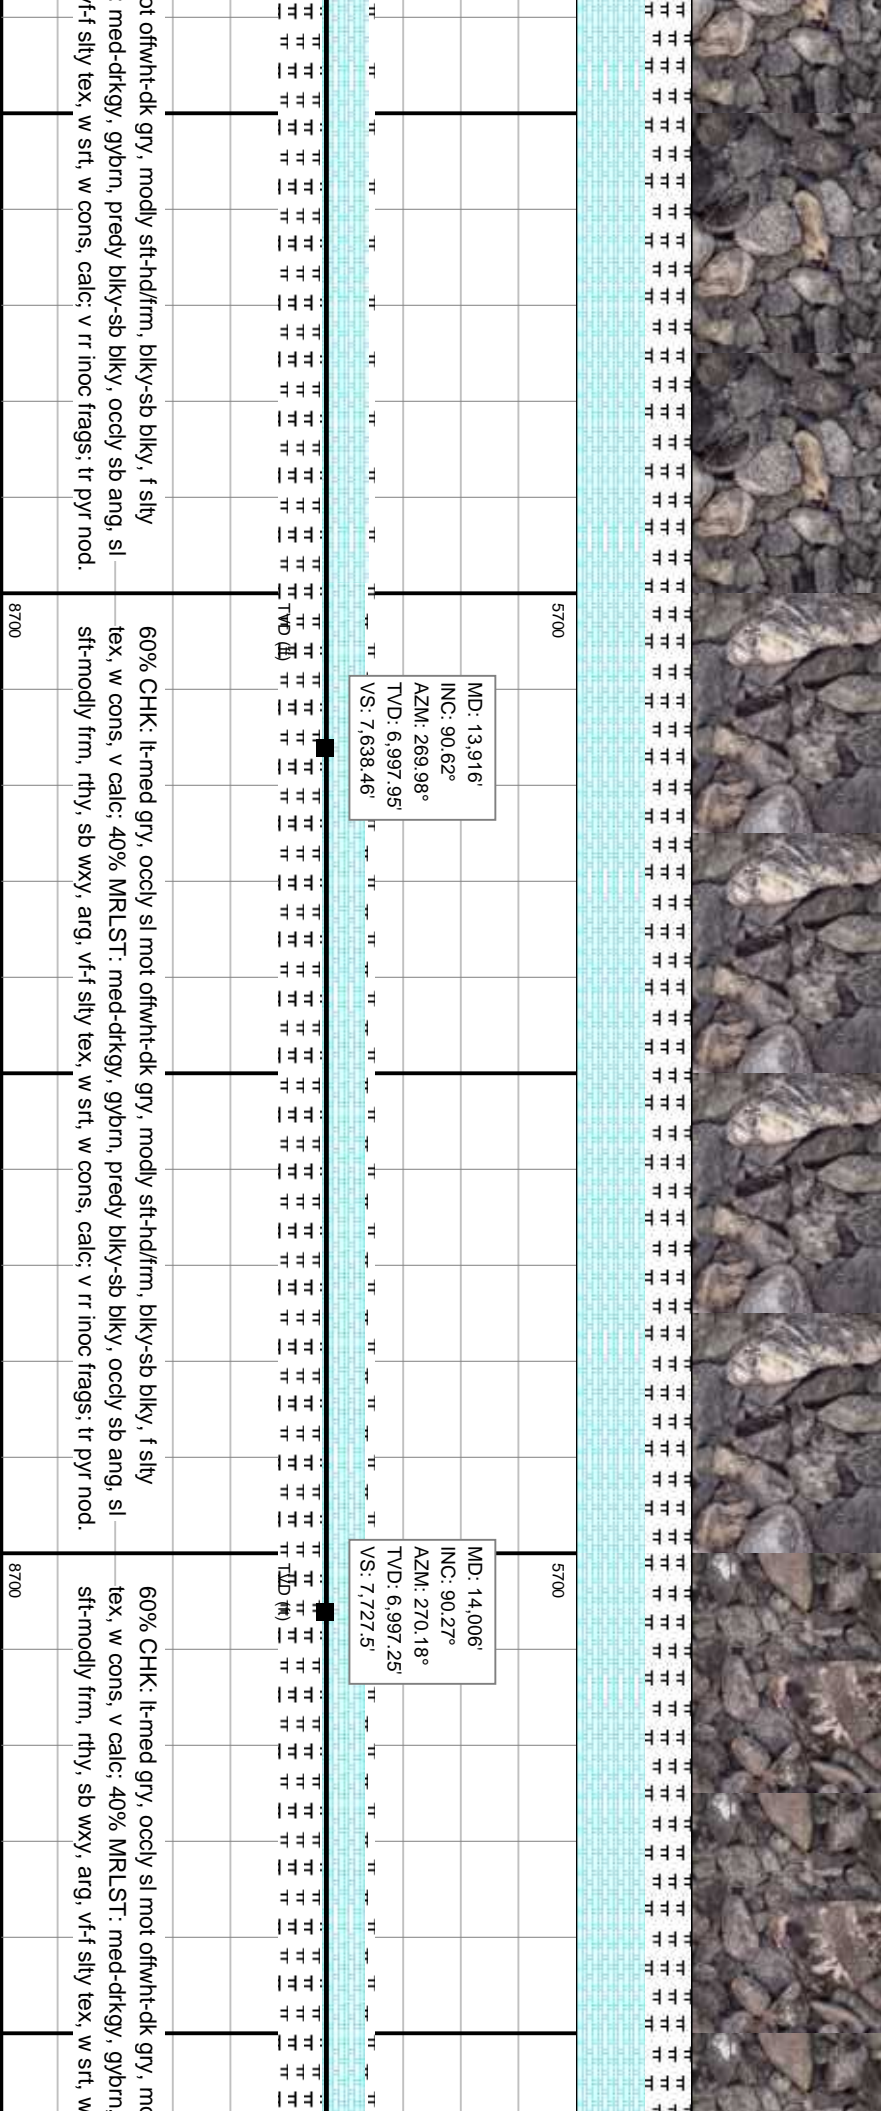 ot offwht-dk gry, modly sft-hd/frm, blky-sb blky, f slty
: med-drkgy, gybrn, predy blky-sb blky, occly sb ang, sl
vf-f slty tex, w srt, w cons, calc; v rr inoc frags; tr pyr nod.
5700
TVD (ft)
8700
MD: 13,916'
INC: 90.62°
AZM: 269.98°
TVD: 6,997.95'
VS: 7,638.46'
60% CHK: lt-med gry, occly sl mot offwht-dk gry, modly sft-hd/frm, blky-sb blky, f slty
tex, w cons, v calc; 40% MRLST: med-drkgy, gybrn, predy blky-sb blky, occly sb ang, sl
sft-modly frm, rthy, sb wxy, arg, vf-f slty tex, w srt, w cons, calc; v rr inoc frags; tr pyr nod.
5700
TVD (ft)
8700
MD: 14,006'
INC: 90.27°
AZM: 270.18°
TVD: 6,997.25'
VS: 7,727.5'
60% CHK: lt-med gry, occly sl mot offwht-dk gry, mo
tex, w cons, v calc; 40% MRLST: med-drkgy, gybrn,
sft-modly frm, rthy, sb wxy, arg, vf-f slty tex, w srt, w